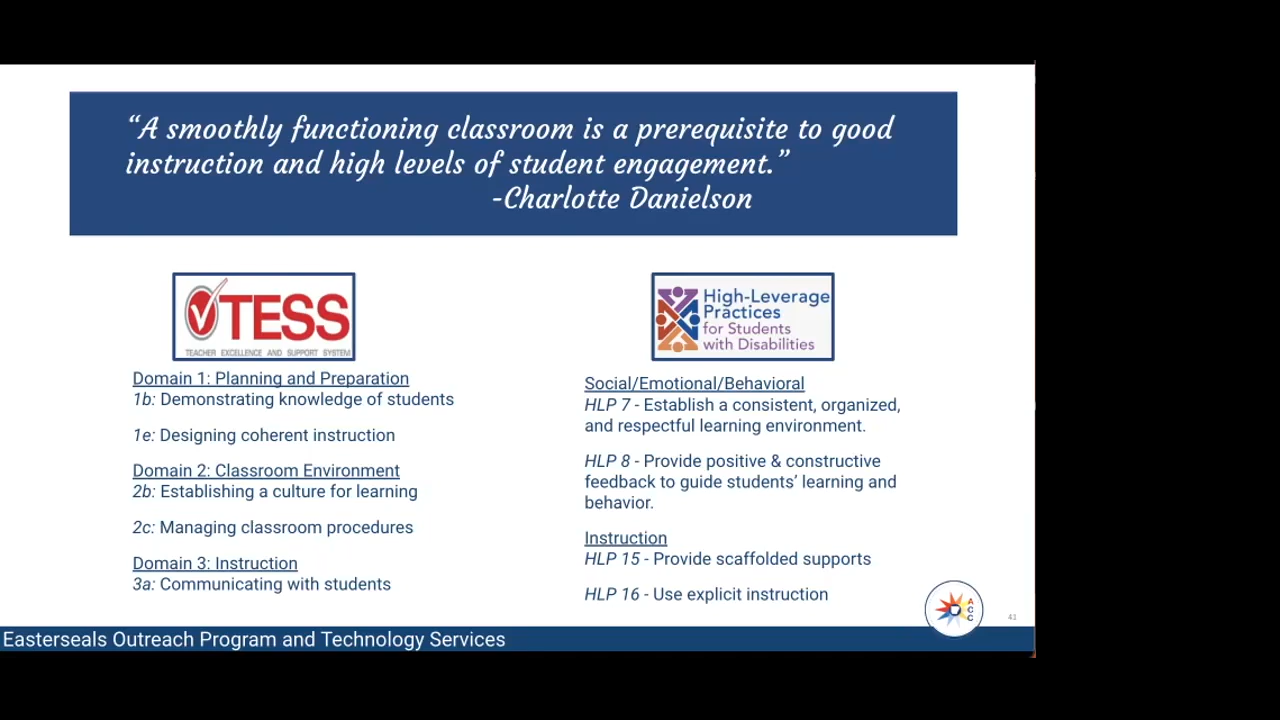 “A smoothly functioning classroom is a prerequisite to good
instruction and high levels of student engagement.”
-Charlotte Danielson
TESS
TEACHER EXCELLENCE AND SUPPORT SYSTEM
Domain 1: Planning and Preparation
1b: Demonstrating knowledge of students
1e: Designing coherent instruction
Domain 2: Classroom Environment
2b: Establishing a culture for learning
2c: Managing classroom procedures
Domain 3: Instruction
3a: Communicating with students
High-Leverage
Practices
for Students
with Disabilities
Social/Emotional/Behavioral
HLP 7 - Establish a consistent, organized,
and respectful learning environment.
HLP 8 - Provide positive & constructive
feedback to guide students’ learning and
behavior.
Instruction
HLP 15 - Provide scaffolded supports
HLP 16 - Use explicit instruction
A
C
C
41
Easterseals Outreach Program and Technology Services